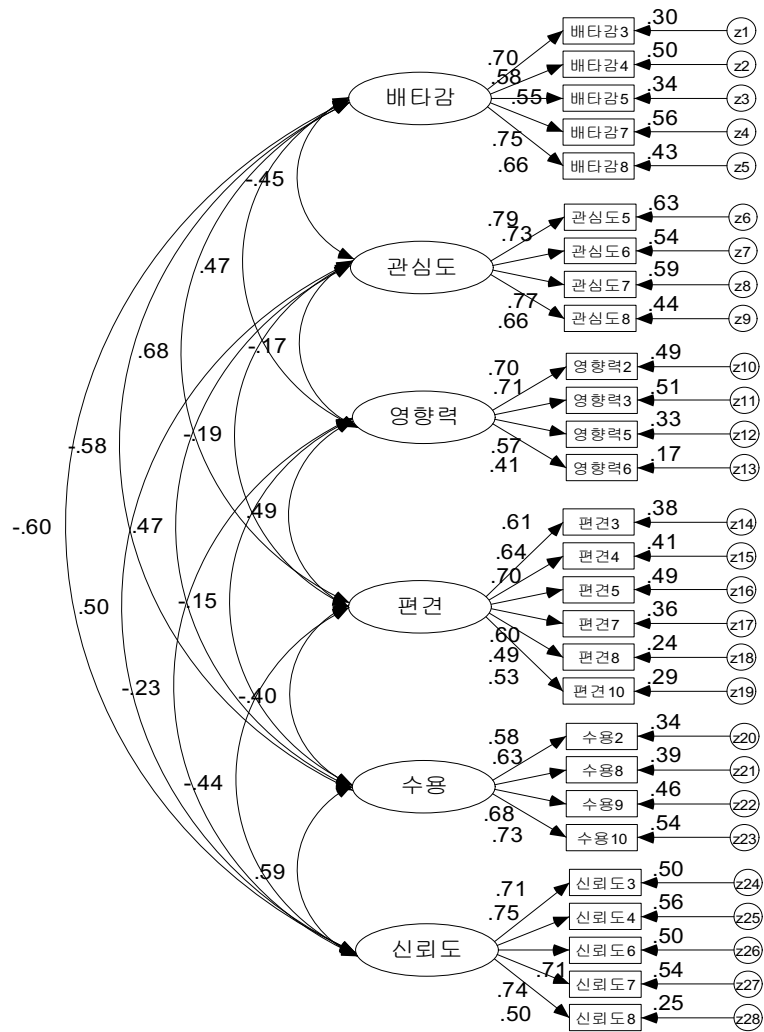 .30
배타감3
z1
.70
.50
배타감4
z2
.58
배타감
.34
배타감5
z3
.55
.56
배타감7
z4
.75
.43
배타감8
z5
.66
-.45
.63
관심도5
z6
.79
.73
.54
관심도6
z7
관심도
.47
.59
관심도7
z8
.77
.44
관심도8
z9
.66
-.17
.68
.49
영향력2
z10
.70
.71
.51
영향력3
z11
영향력
-.19
.33
영향력5
z12
-.58
.57
.17
영향력6
z13
.41
.49
.38
편견3
z14
.61
-.60
.47
.64
.41
편견4
z15
.70
.49
편견5
z16
편견
-.15
.50
.36
편견7
z17
.60
.24
편견8
z18
.49
.29
편견10
z19
.53
-.23
-.40
.34
수용2
z20
.58
.63
.39
수용8
z21
수용
-.44
.46
수용9
z22
.68
.54
수용10
z23
.73
.59
.50
신뢰도3
z24
.71
.75
.56
신뢰도4
z25
신뢰도
.50
신뢰도6
z26
.71
.54
신뢰도7
z27
.74
.25
신뢰도8
z28
.50